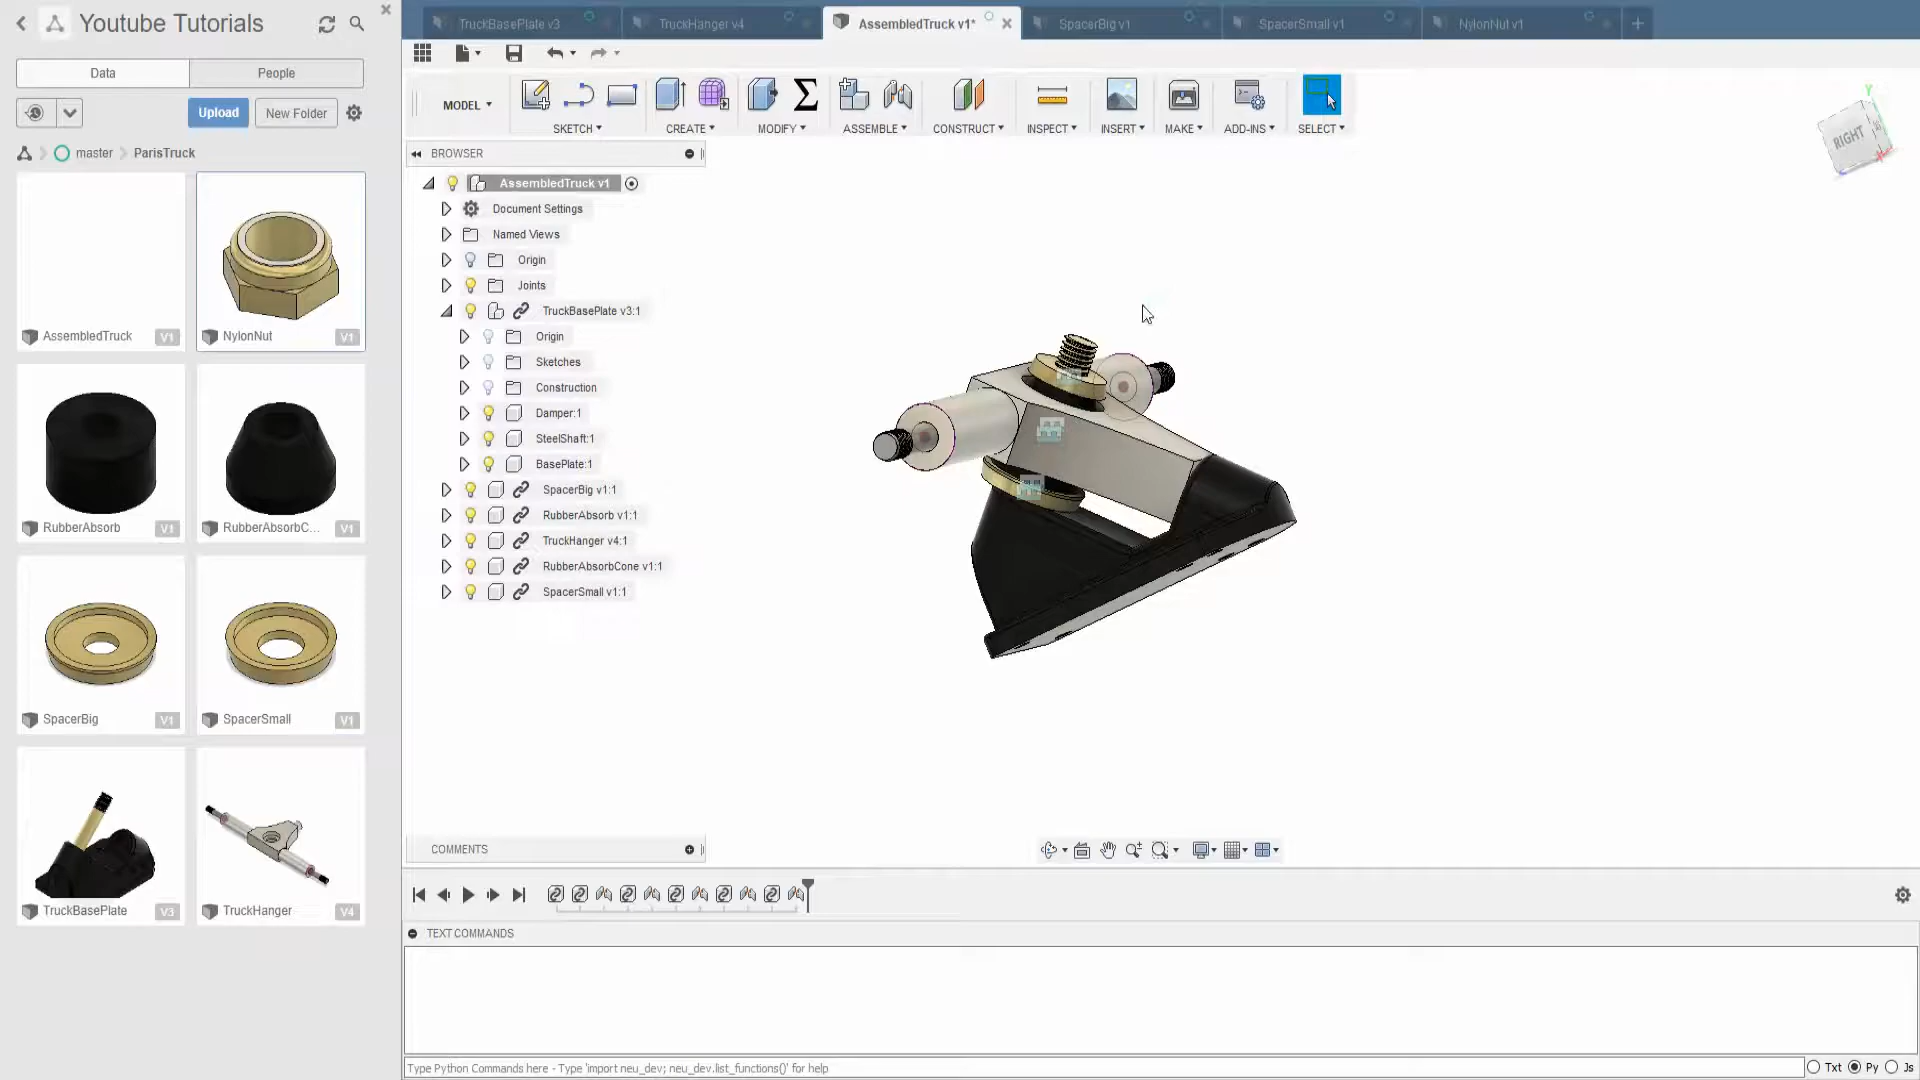 Youtube Tutorials
TruckBasePlate v3
TruckHanger v4
AssembledTruck v1*
SpacerBig v1
SpacerSmall v1
NylonNut v1
Data
People
MODEL
SKETCH
CREATE
MODIFY
ASSEMBLE
CONSTRUCT
INSPECT
INSERT
MAKE
ADD-INS
SELECT
Upload
New Folder
master
ParisTruck
BROWSER
AssembledTruck v1
Document Settings
Named Views
Origin
Joints
TruckBasePlate v3:1
Origin
Sketches
Construction
Damper:1
SteelShaft:1
BasePlate:1
SpacerBig v1:1
RubberAbsorb v1:1
TruckHanger v4:1
RubberAbsorbCone v1:1
SpacerSmall v1:1
AssembledTruck V1
NylonNut V1
RubberAbsorb V1
RubberAbsorbC... V1
SpacerBig V1
SpacerSmall V1
TruckBasePlate V3
TruckHanger V4
RIGHT
Y
COMMENTS
TEXT COMMANDS
Type Python Commands here - Type 'import neu_dev; neu_dev.list_functions()' for help
Txt
Py
Js